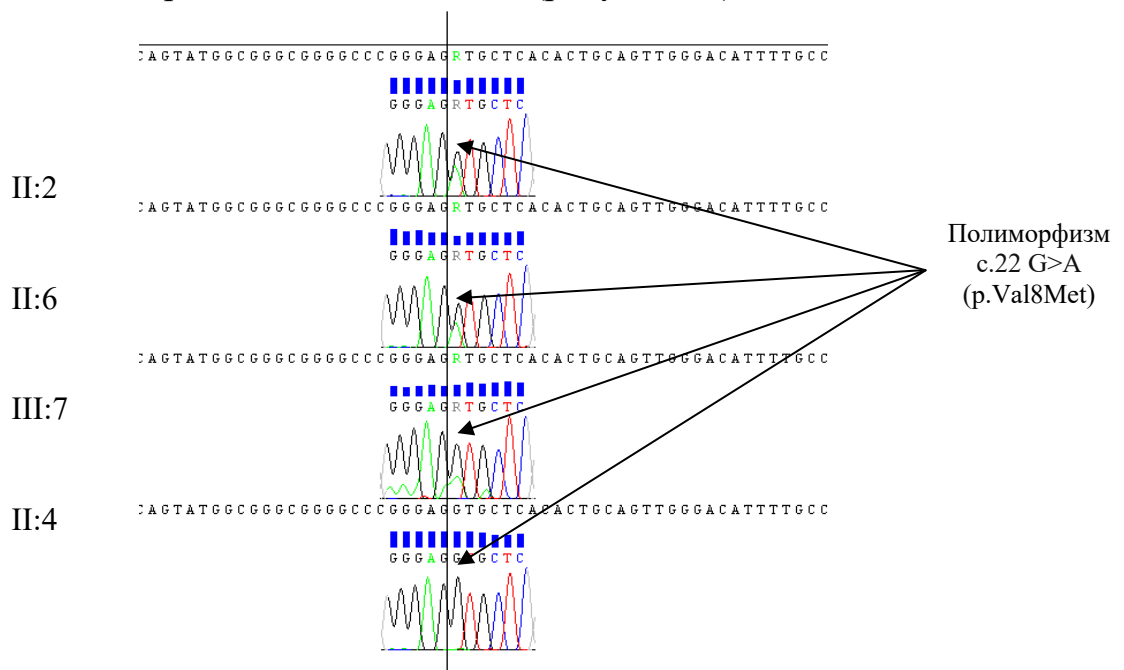 CAGTATGGCGGGCGGGGCCCGGGAGRTGCTCACACTGCAGTTGGGACATTTTGCC
GGGAGRTGCTC
II:2
CAGTATGGCGGGCGGGGCCCGGGAGRTGCTCACACTGCAGTTGGGACATTTTGCC
GGGAGRTGCTC
II:6
CAGTATGGCGGGCGGGGCCCGGGAGRTGCTCACACTGCAGTTGGGACATTTTGCC
GGGAGRTGCTC
III:7
CAGTATGGCGGGCGGGGCCCGGGAGGTGCTCACACTGCAGTTGGGACATTTTGCC
GGGAGGTGCTC
II:4
Полиморфизм
c.22 G>A
(p.Val8Met)